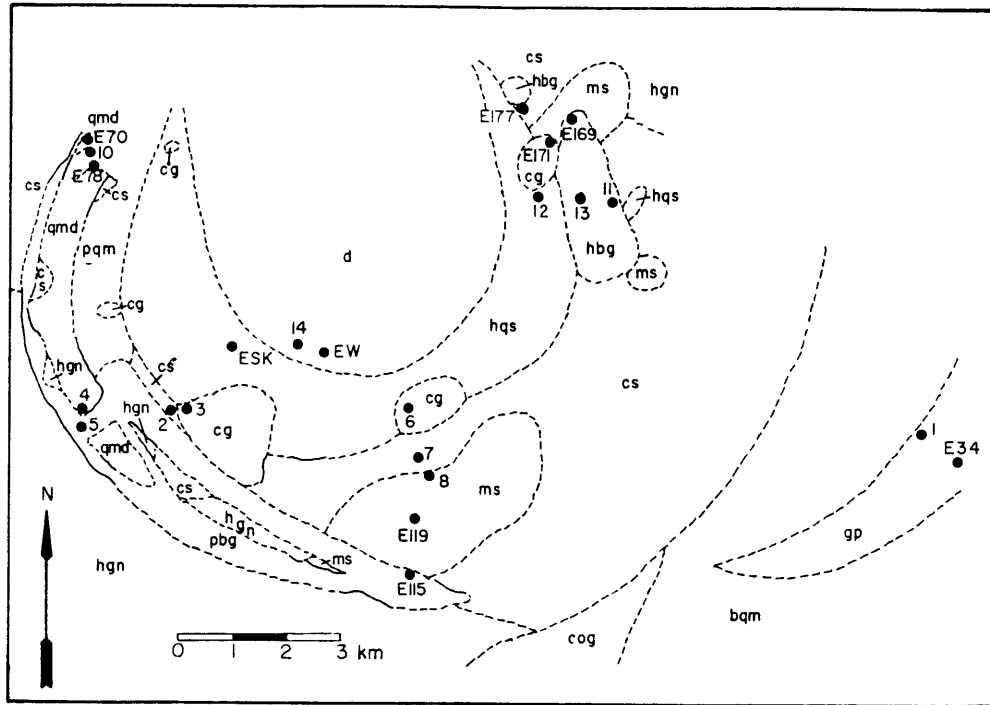 cs
hbg
ms
hgn
qmd
E70
10
E78
E177
E169
E171
cg
cs
cs
cg
12
13
11
hqs
qmd
pqm
d
hbg
ms
c
s
cg
hqs
14
EW
ESK
cs
hgn
cs
cg
4
2
3
hgn
6
5
cg
1
7
E34
qmd
8
N
cs
ms
hgn
pbg
E119
gp
hgn
ms
E115
bqm
cog
0 1 2 3 km